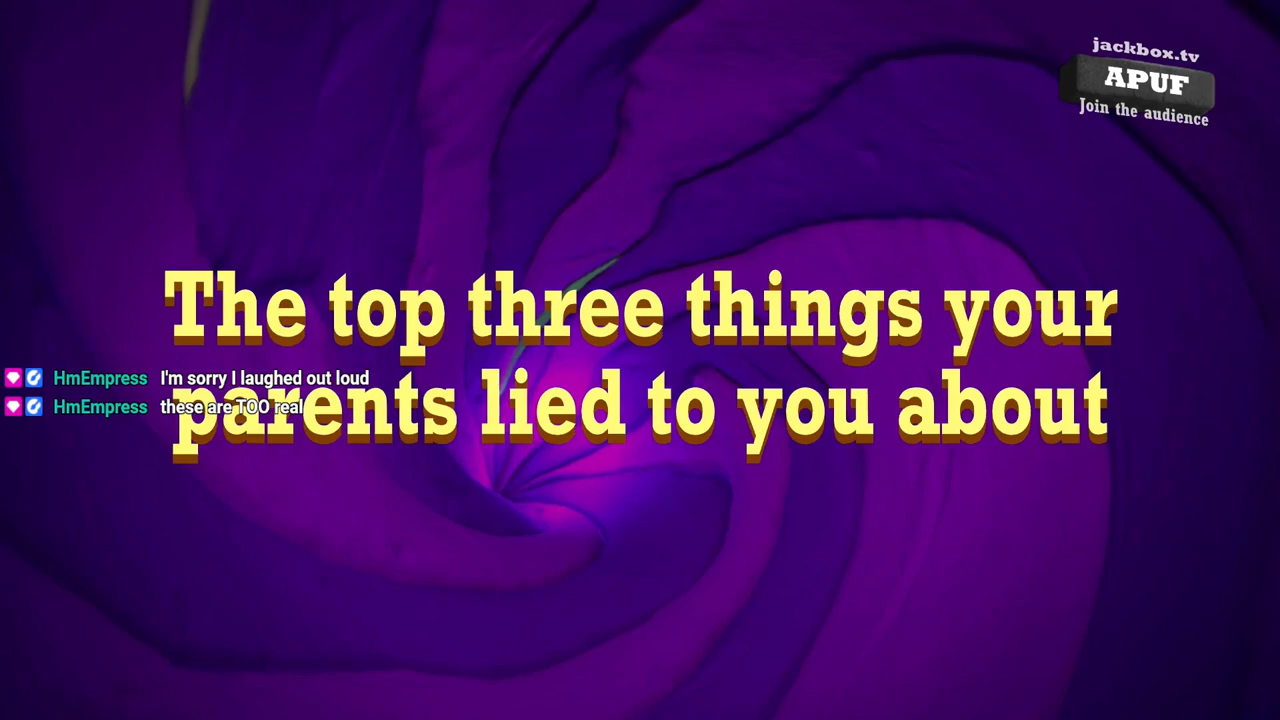 jackbox.tv
APUF
Join the audience
The top three things your
parents lied to you about
HmEmpress I'm sorry I laughed out loud
HmEmpress these are TOO real